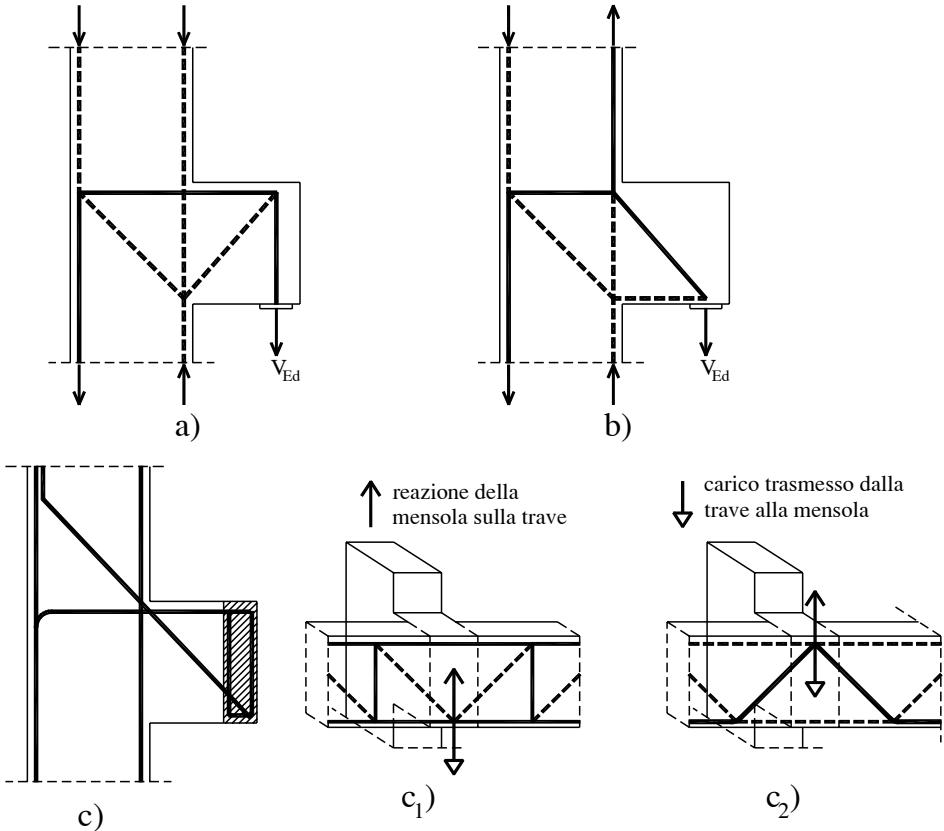 V_Ed
V_Ed
a)
b)
reazione della
mensola sulla trave
carico trasmesso dalla
trave alla mensola
c)
c_1)
c_2)